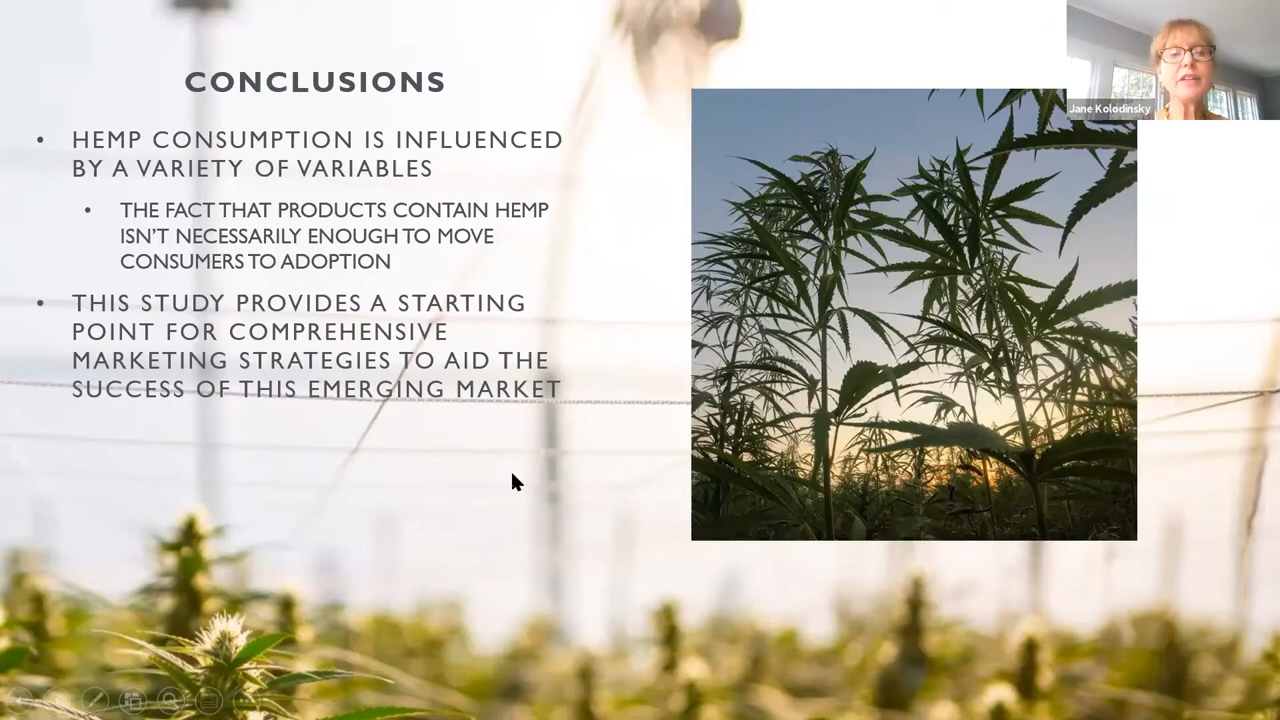 CONCLUSIONS
• HEMP CONSUMPTION IS INFLUENCED
BY A VARIETY OF VARIABLES
• THE FACT THAT PRODUCTS CONTAIN HEMP
ISN'T NECESSARILY ENOUGH TO MOVE
CONSUMERS TO ADOPTION
• THIS STUDY PROVIDES A STARTING
POINT FOR COMPREHENSIVE
MARKETING STRATEGIES TO AID THE
SUCCESS OF THIS EMERGING MARKET
Jane Kolodinsky